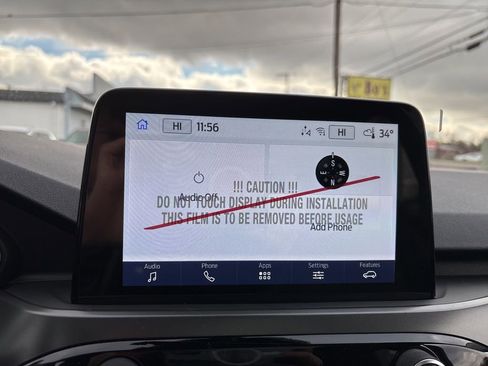 HI 11:56 HI 34°
Audio Off
!!! CAUTION !!!
DO NOT TOUCH DISPLAY DURING INSTALLATION
THIS FILM IS TO BE REMOVED BEFORE USAGE
S
E W
N
Add Phone
Audio Phone Apps Settings Features